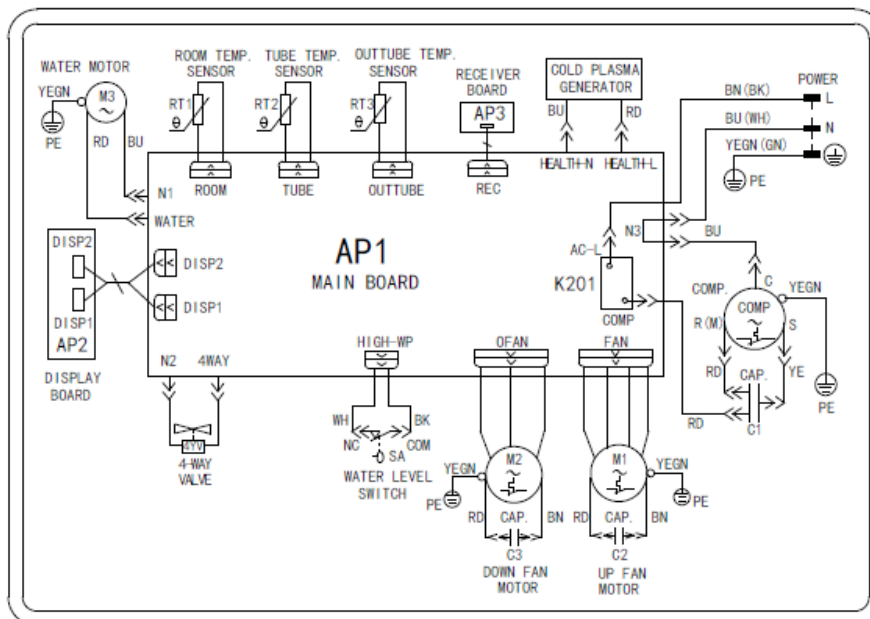 WATER MOTOR
YEGN
M3
PE
RD
BU
ROOM TEMP.
SENSOR
RT1
θ
TUBE TEMP.
SENSOR
RT2
θ
OUTTUBE TEMP.
SENSOR
RT3
θ
RECEIVER
BOARD
AP3
COLD PLASMA
GENERATOR
BU
RD
POWER
BN(BK)
L
BU(WH)
N
YEGN(GN)
PE
ROOM
TUBE
OUTTUBE
REC
HEALTH-N
HEALTH-L
N1
WATER
AP1
MAIN BOARD
N3
BU
AC-L
K201
COMP
DISP2
DISP1
AP2
DISPLAY
BOARD
DISP2
DISP1
COMP.
C
YEGN
COMP
R(M)
S
RD
CAP.
YE
RD
C1
PE
N2
4WAY
4YV
4-WAY
VALVE
HIGH-WP
WH
BK
NC
COM
SA
WATER LEVEL
SWITCH
OFAN
FAN
YEGN
M2
PE
RD
CAP.
BN
C3
DOWN FAN
MOTOR
M1
YEGN
PE
RD
CAP.
BN
C2
UP FAN
MOTOR